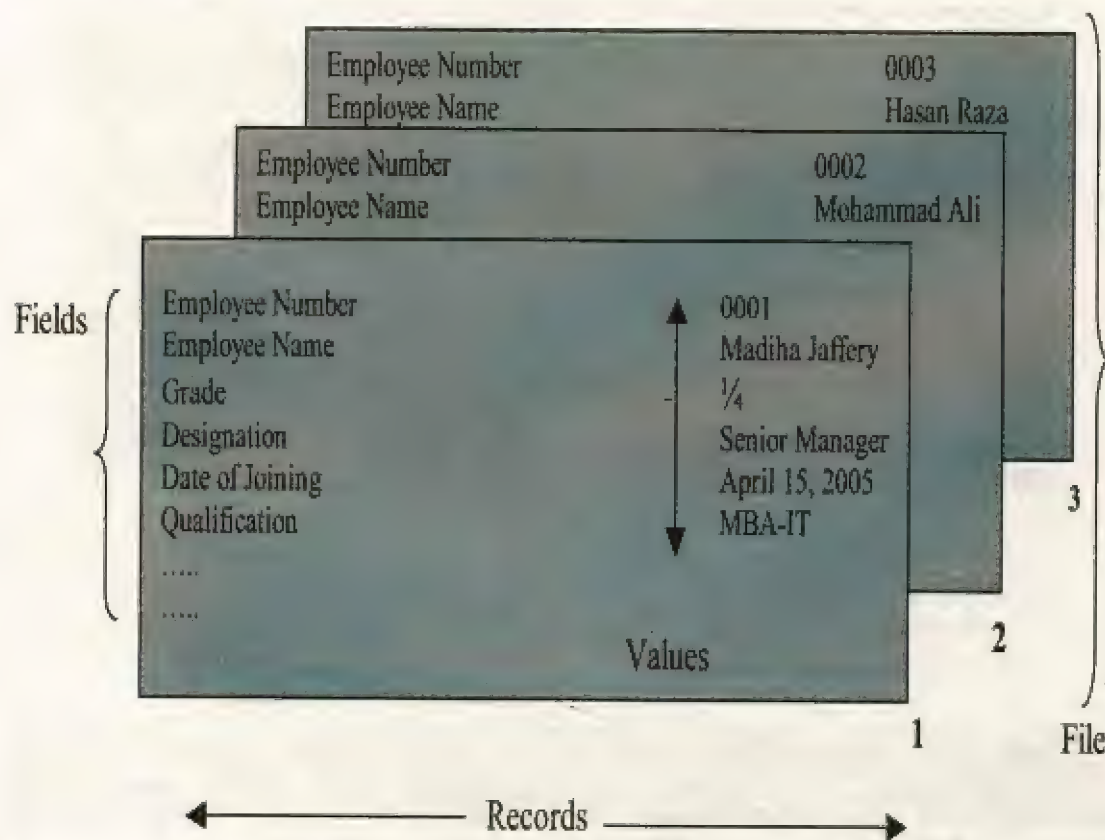 Employee Number 0003
Employee Name Hasan Raza
Employee Number 0002
Employee Name Mohammad Ali
Fields
Employee Number 0001
Employee Name Madiha Jaffery
Grade ¼
Designation Senior Manager
Date of Joining April 15, 2005
Qualification MBA-IT
.....
.....
Values
3
2
1
File
Records